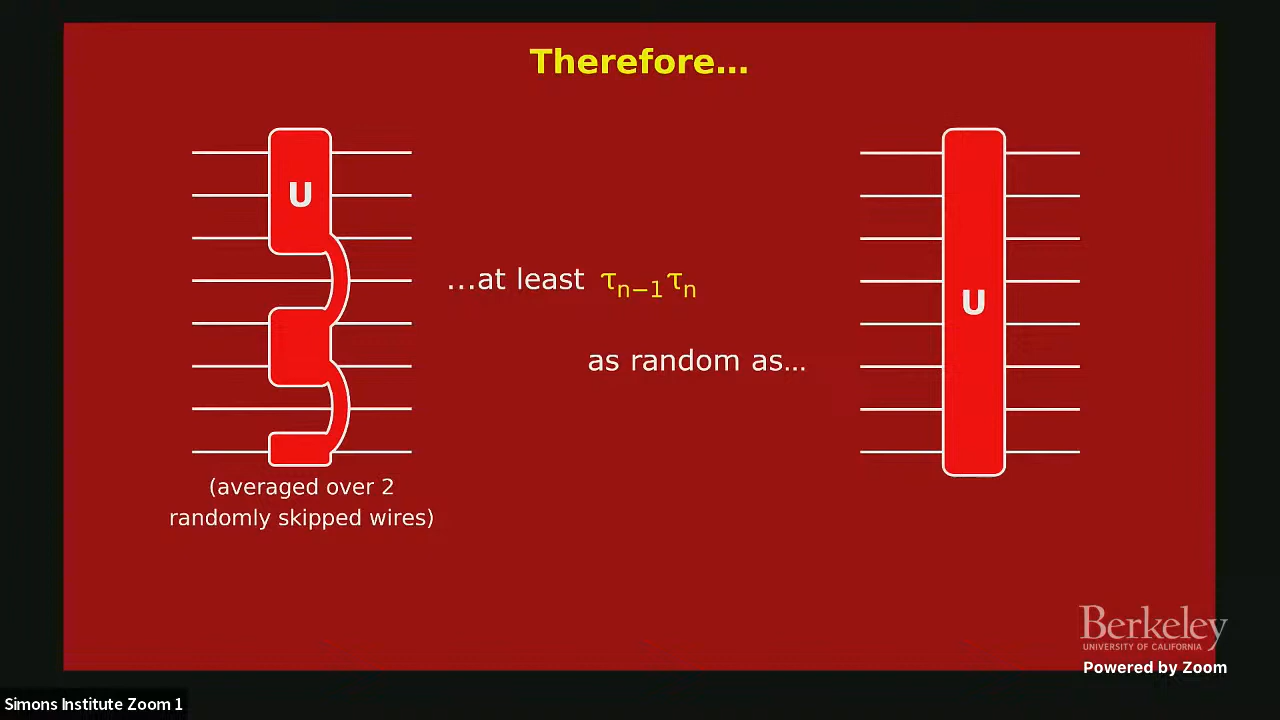 Therefore…
U
…at least τn−1τn
U
as random as…
(averaged over 2
randomly skipped wires)
Berkeley
UNIVERSITY OF CALIFORNIA
Powered by Zoom
Simons Institute Zoom 1